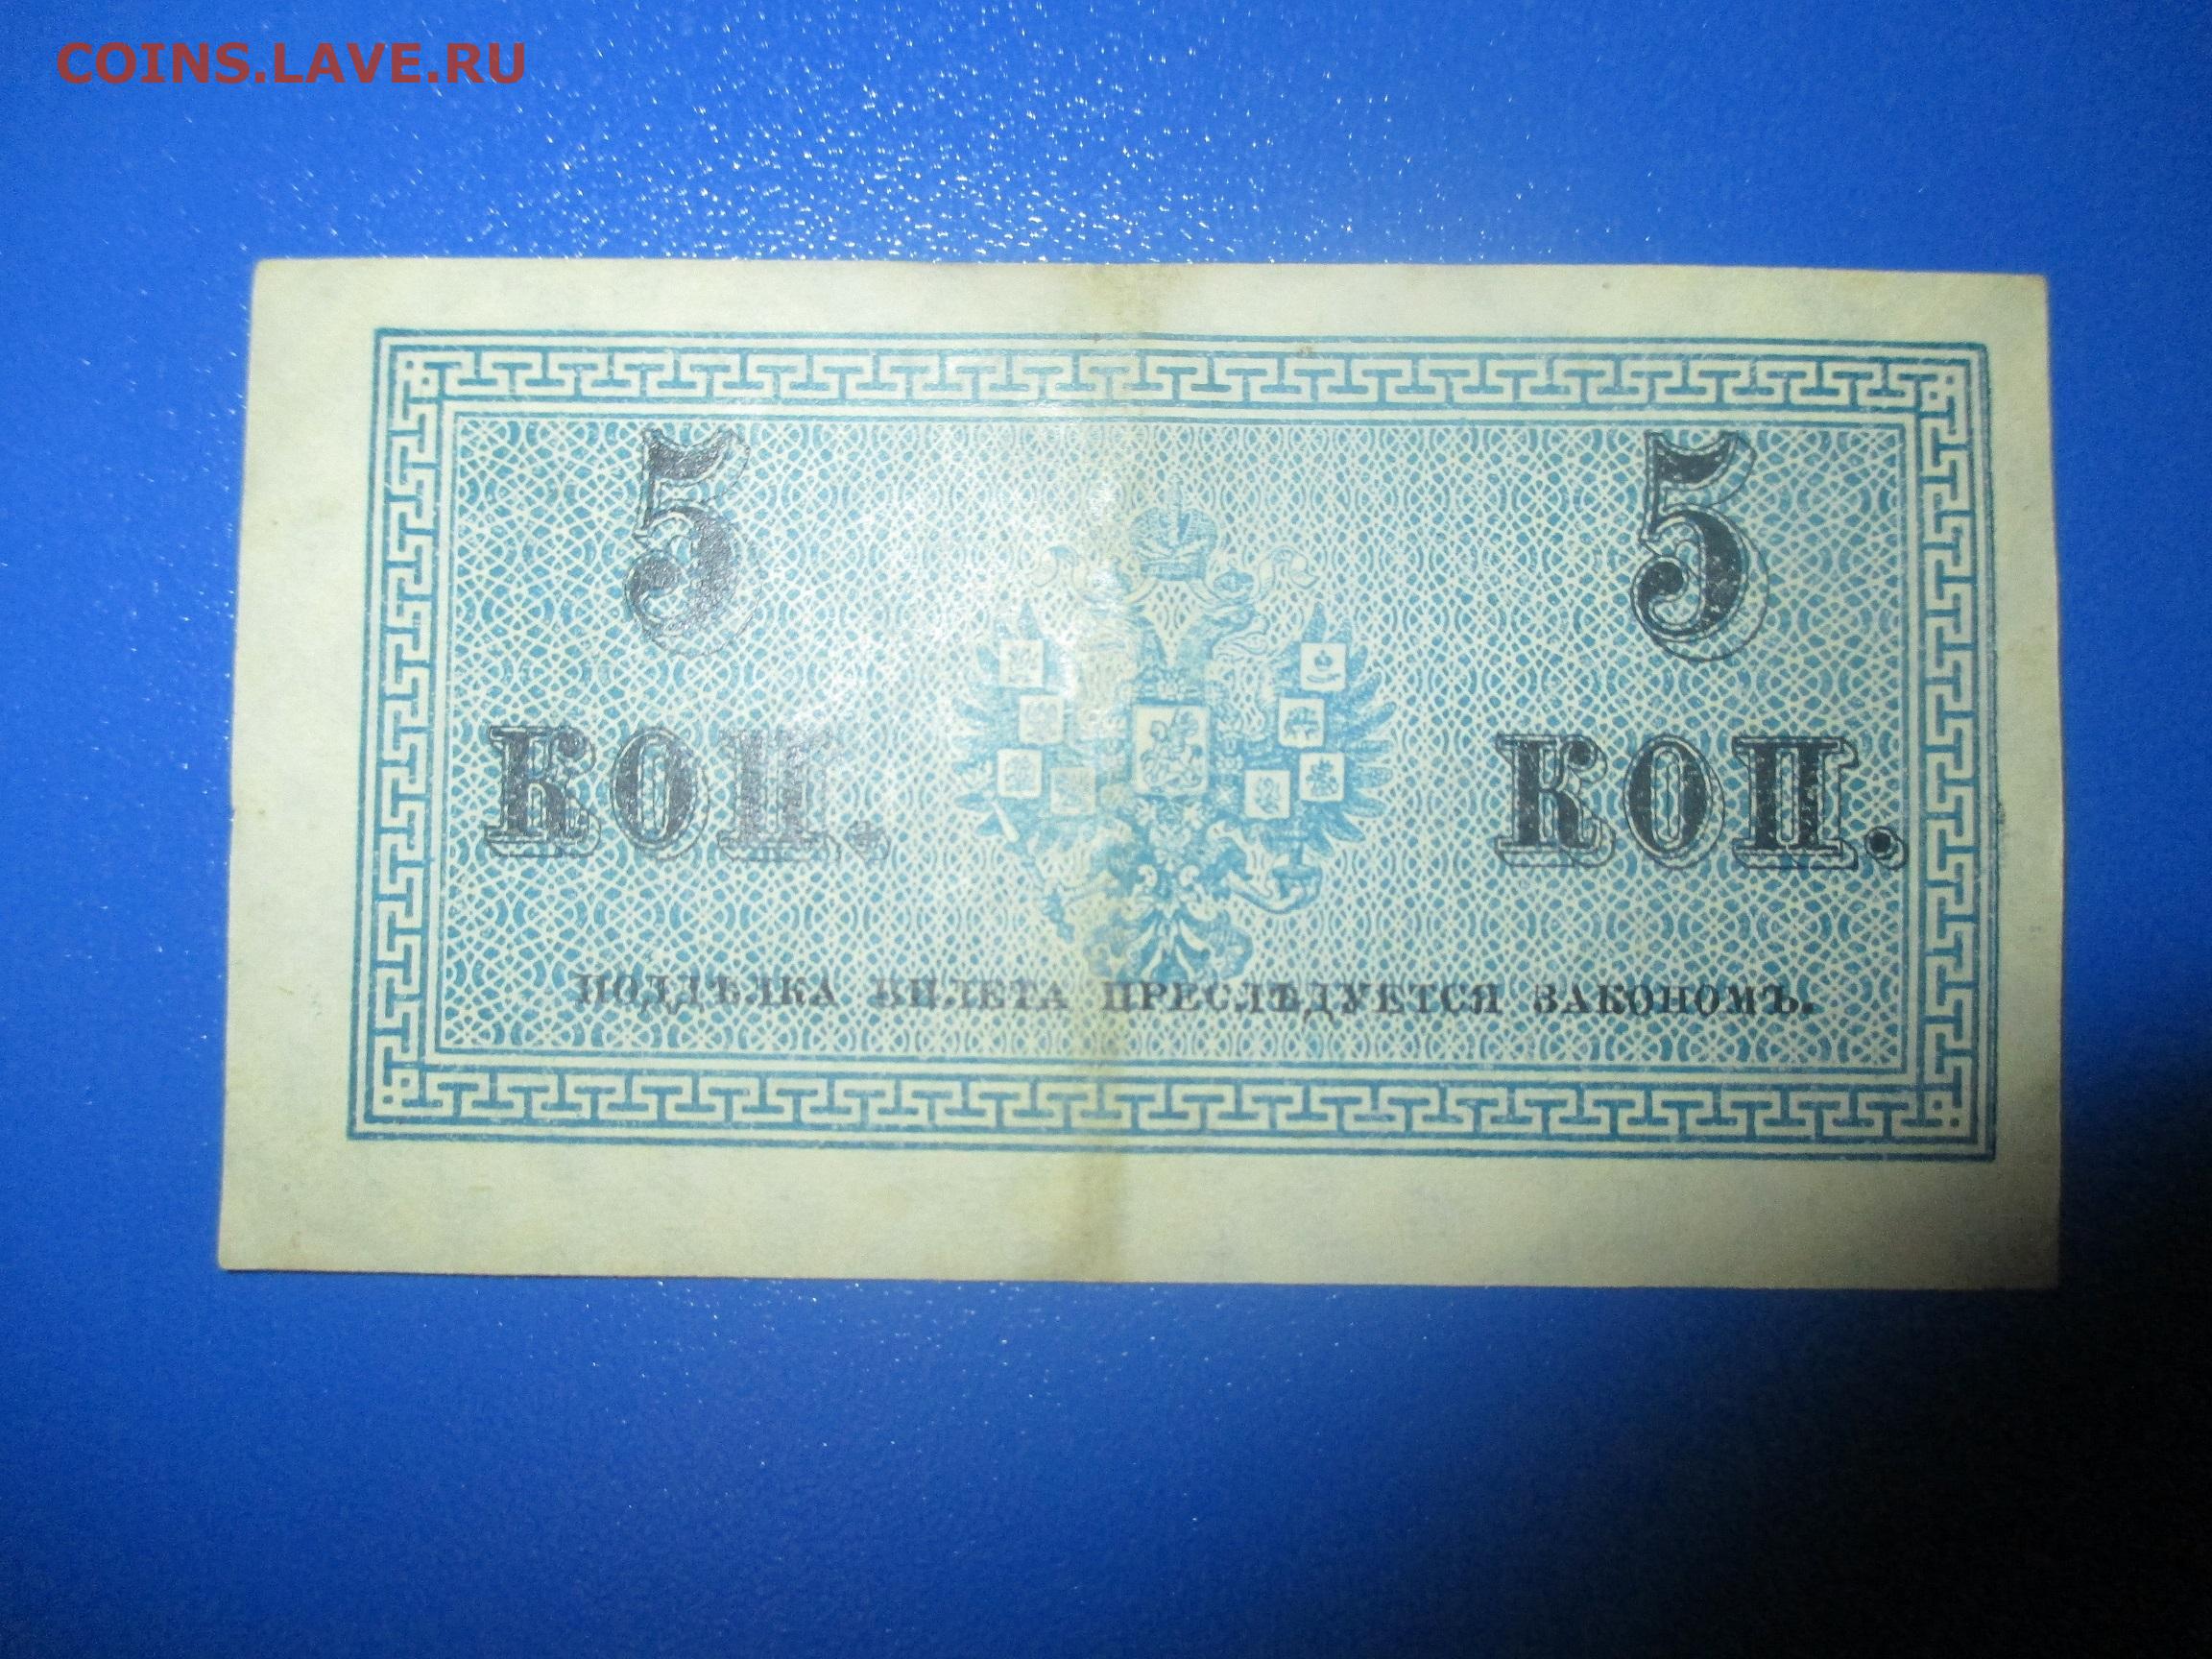 COINS.LAVE.RU
5 5
КОП. КОП.
ПОДДѢЛКА БИЛЕТА ПРЕСЛѢДУЕТСЯ ЗАКОНОМЪ.